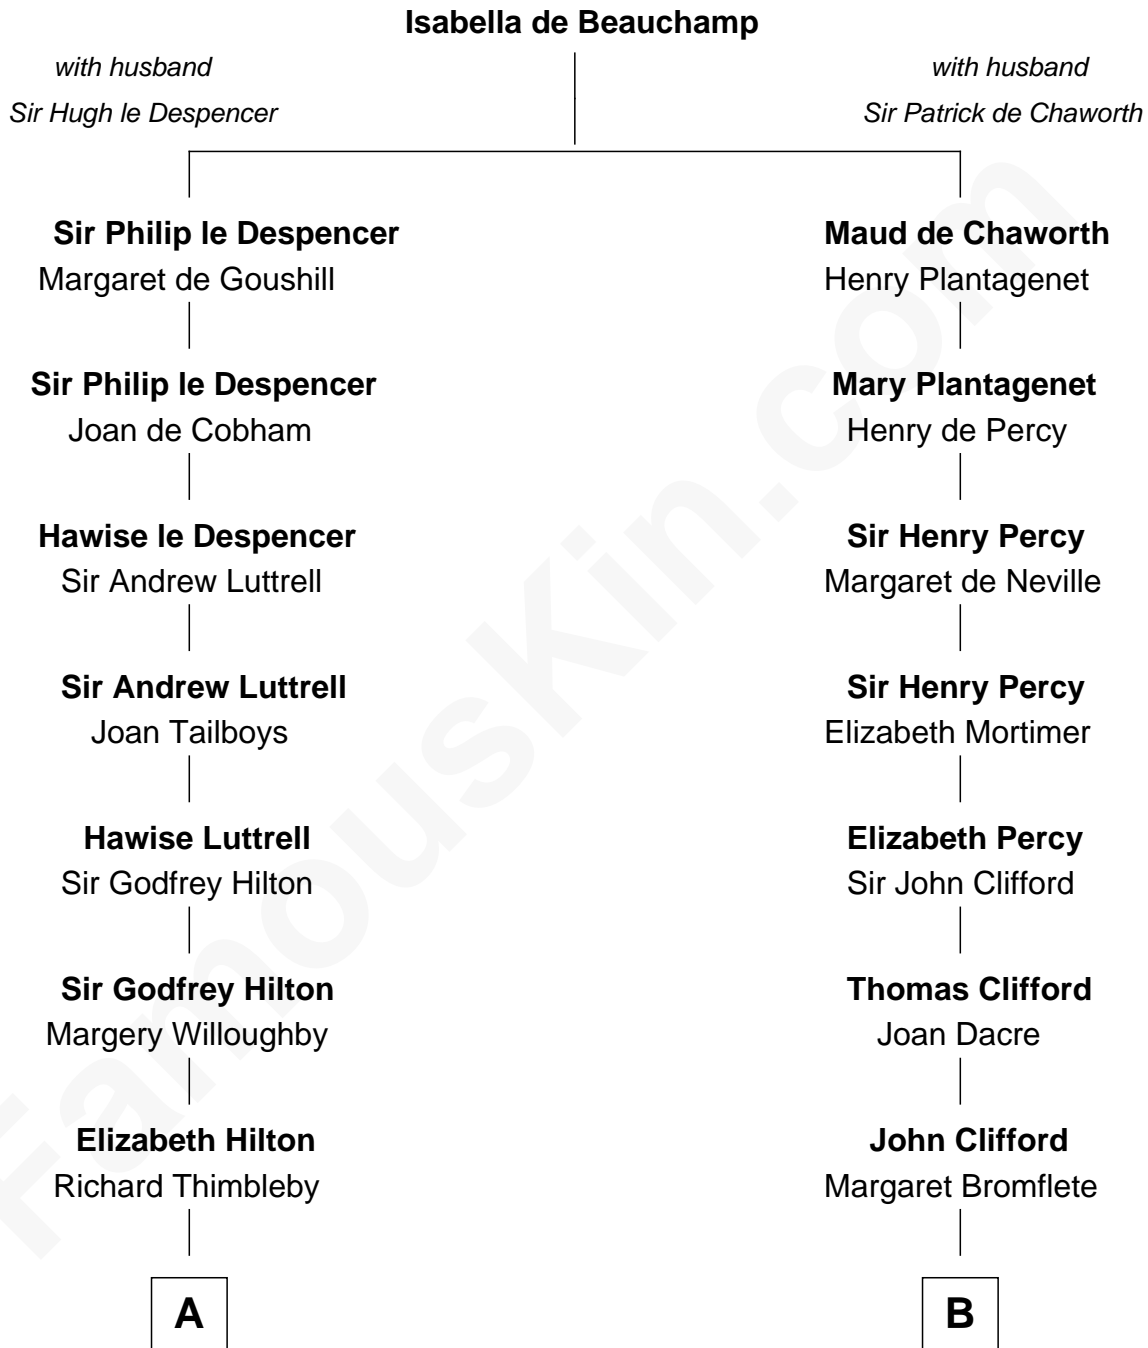 Isabella de Beauchamp
with husband
Sir Hugh le Despencer
with husband
Sir Patrick de Chaworth
Sir Philip le Despencer
Margaret de Goushill
Maud de Chaworth
Henry Plantagenet
Sir Philip le Despencer
Joan de Cobham
Mary Plantagenet
Henry de Percy
Hawise le Despencer
Sir Andrew Luttrell
Sir Henry Percy
Margaret de Neville
Sir Andrew Luttrell
Joan Tailboys
Sir Henry Percy
Elizabeth Mortimer
Hawise Luttrell
Sir Godfrey Hilton
Elizabeth Percy
Sir John Clifford
Sir Godfrey Hilton
Margery Willoughby
Thomas Clifford
Joan Dacre
Elizabeth Hilton
Richard Thimbleby
John Clifford
Margaret Bromflete
A
B
FamousKin.com